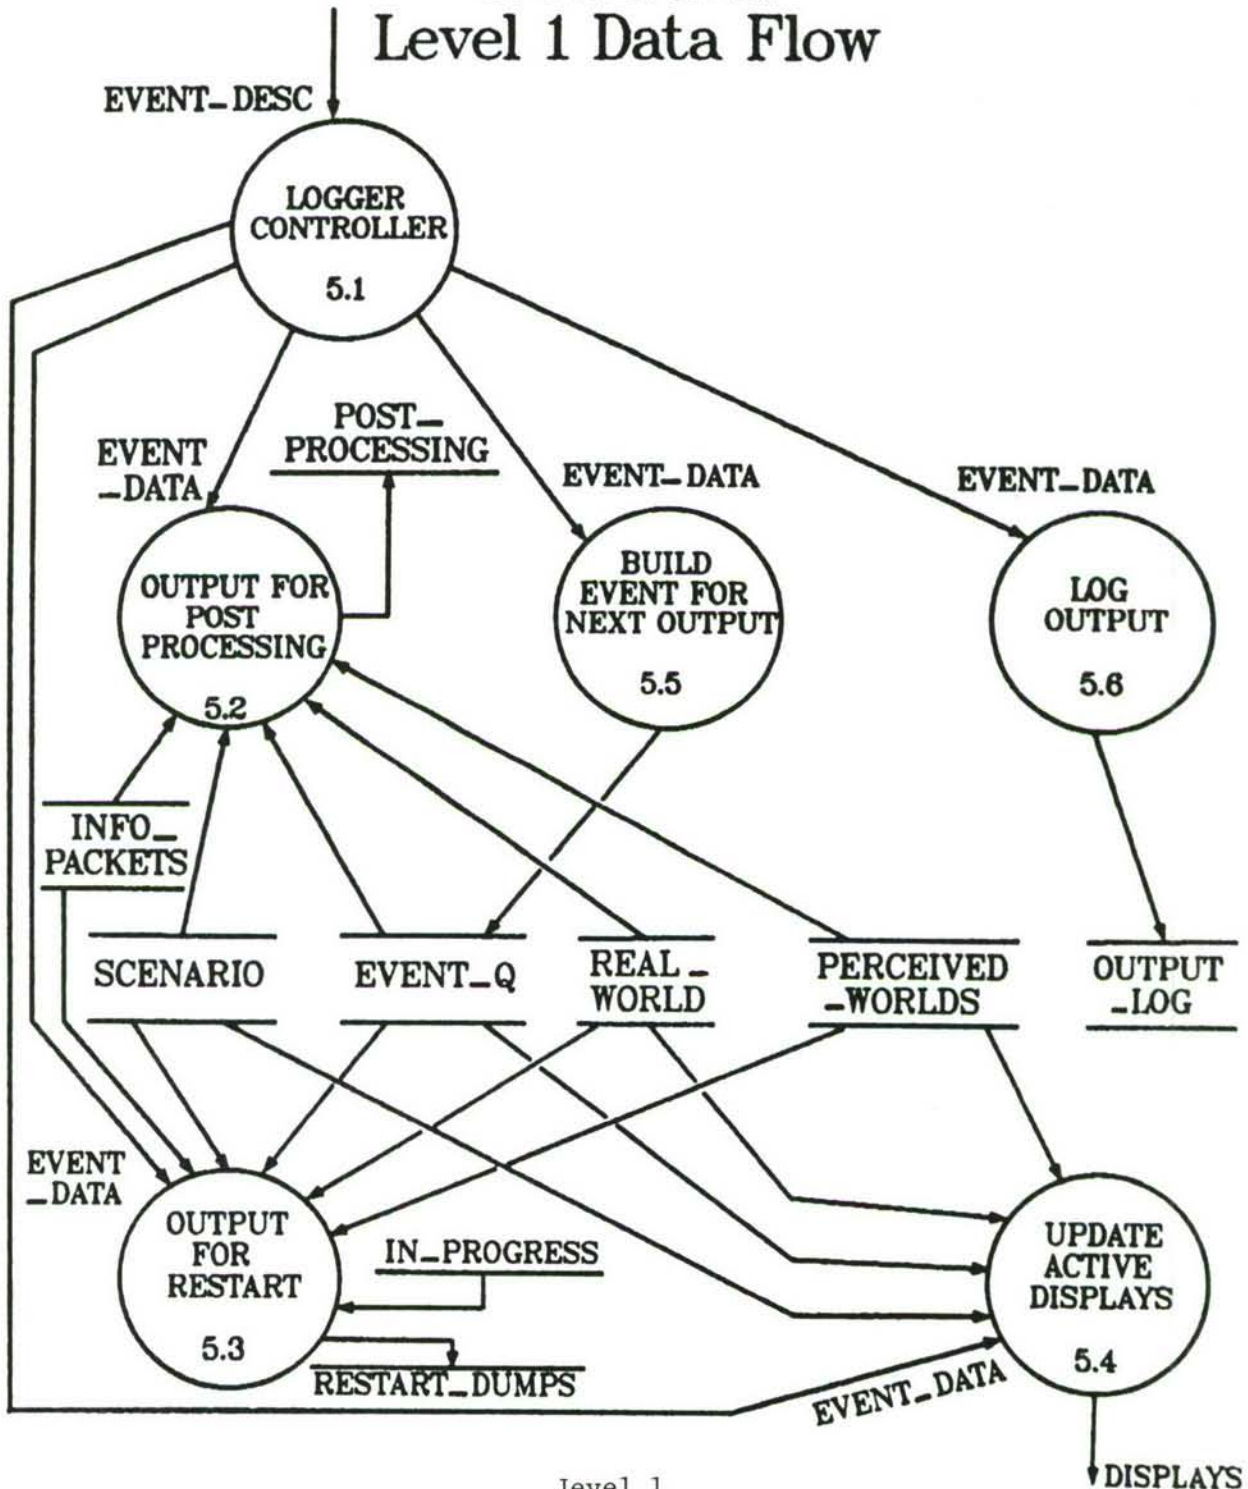 Level 1 Data Flow
EVENT_DESC
LOGGER
CONTROLLER
5.1
POST_
PROCESSING
EVENT
_DATA
EVENT_DATA
EVENT_DATA
OUTPUT FOR
POST
PROCESSING
5.2
BUILD
EVENT FOR
NEXT OUTPUT
5.5
LOG
OUTPUT
5.6
INFO_
PACKETS
SCENARIO
EVENT_Q
REAL_
WORLD
PERCEIVED
_WORLDS
OUTPUT
_LOG
EVENT
_DATA
OUTPUT
FOR
RESTART
5.3
IN_PROGRESS
RESTART_DUMPS
UPDATE
ACTIVE
DISPLAYS
5.4
EVENT_DATA
DISPLAYS
level 1